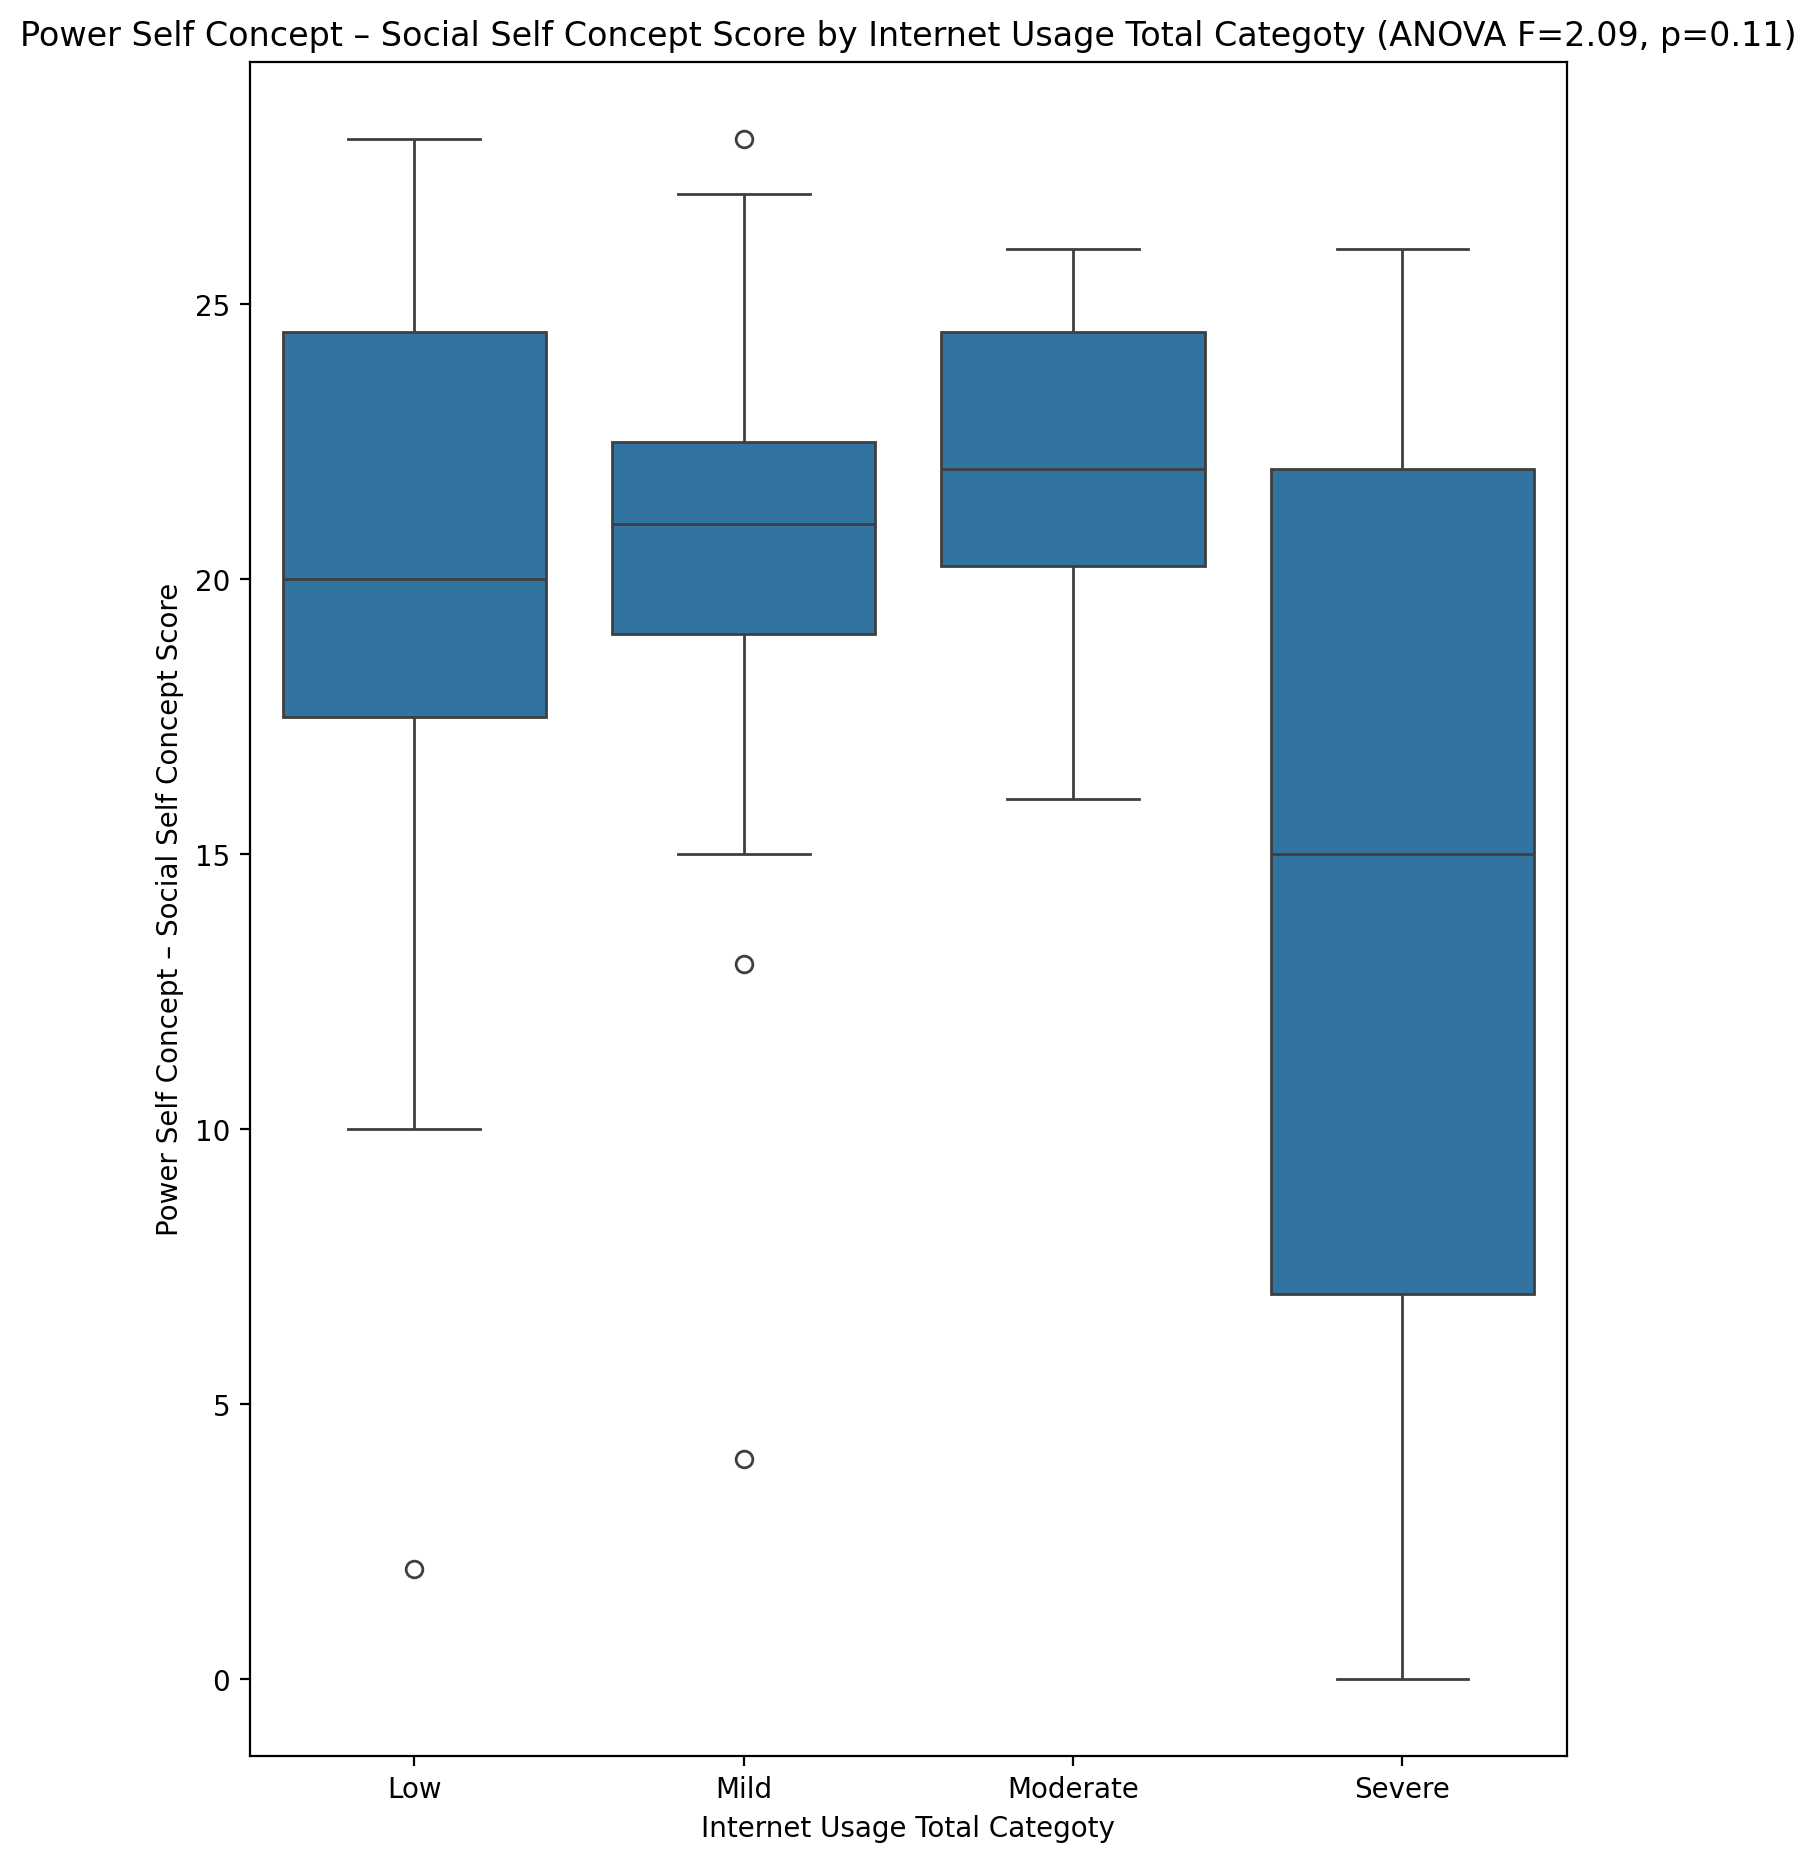 Power Self Concept – Social Self Concept Score by Internet Usage Total Categoty (ANOVA F=2.09, p=0.11)
Power Self Concept – Social Self Concept Score
25
20
15
10
5
0
Low Mild Moderate Severe
Internet Usage Total Categoty